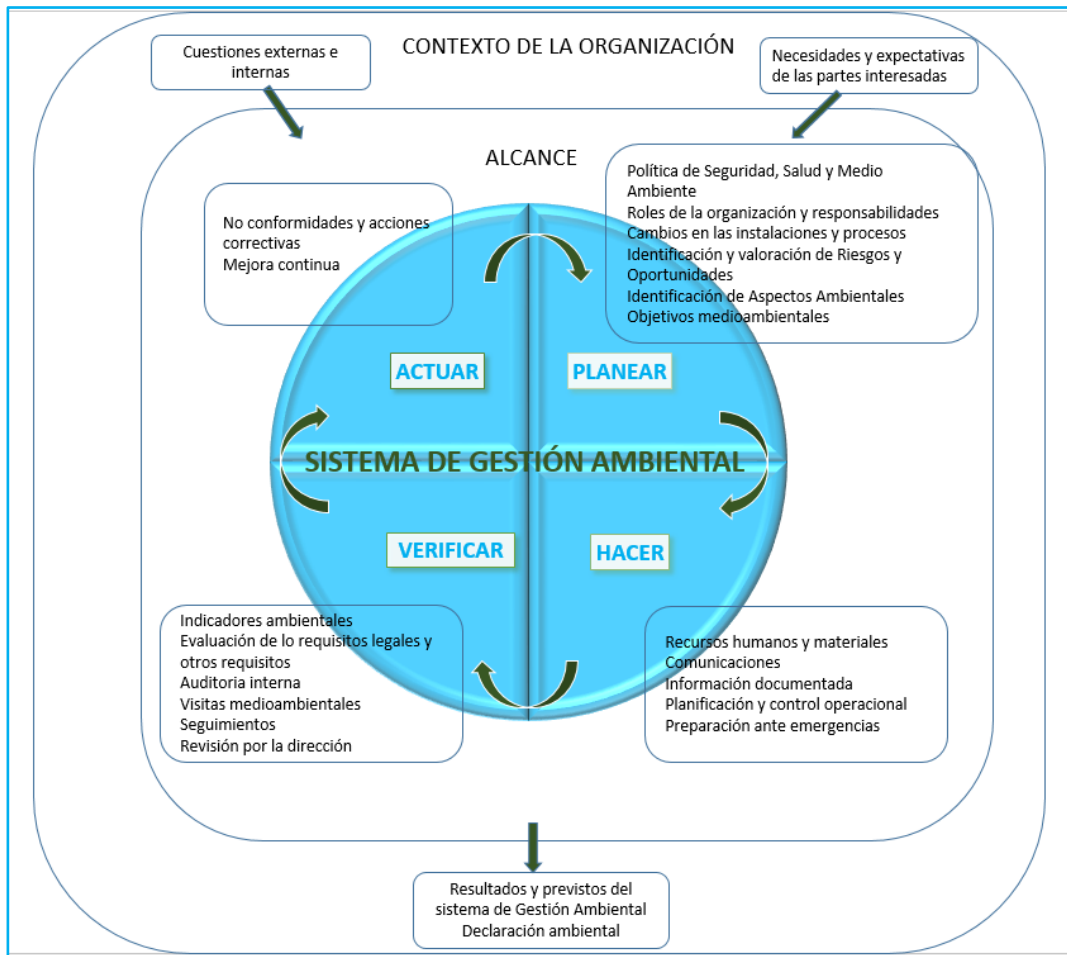 CONTEXTO DE LA ORGANIZACIÓN
Cuestiones externas e
internas
Necesidades y expectativas
de las partes interesadas
ALCANCE
No conformidades y acciones
correctivas
Mejora continua
Política de Seguridad, Salud y Medio
Ambiente
Roles de la organización y responsabilidades
Cambios en las instalaciones y procesos
Identificación y valoración de Riesgos y
Oportunidades
Identificación de Aspectos Ambientales
Objetivos medioambientales
ACTUAR
PLANEAR
SISTEMA DE GESTIÓN AMBIENTAL
VERIFICAR
HACER
Indicadores ambientales
Evaluación de lo requisitos legales y
otros requisitos
Auditoria interna
Visitas medioambientales
Seguimientos
Revisión por la dirección
Recursos humanos y materiales
Comunicaciones
Información documentada
Planificación y control operacional
Preparación ante emergencias
Resultados y previstos del
sistema de Gestión Ambiental
Declaración ambiental